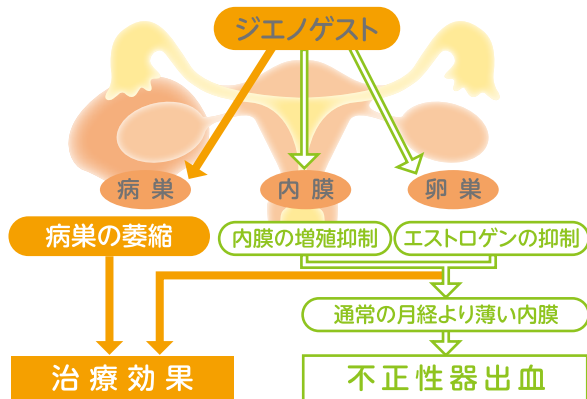 ジエノゲスト
病巣
内膜
卵巣
病巣の萎縮
内膜の増殖抑制
エストロゲンの抑制
通常の月経より薄い内膜
治療効果
不正性器出血